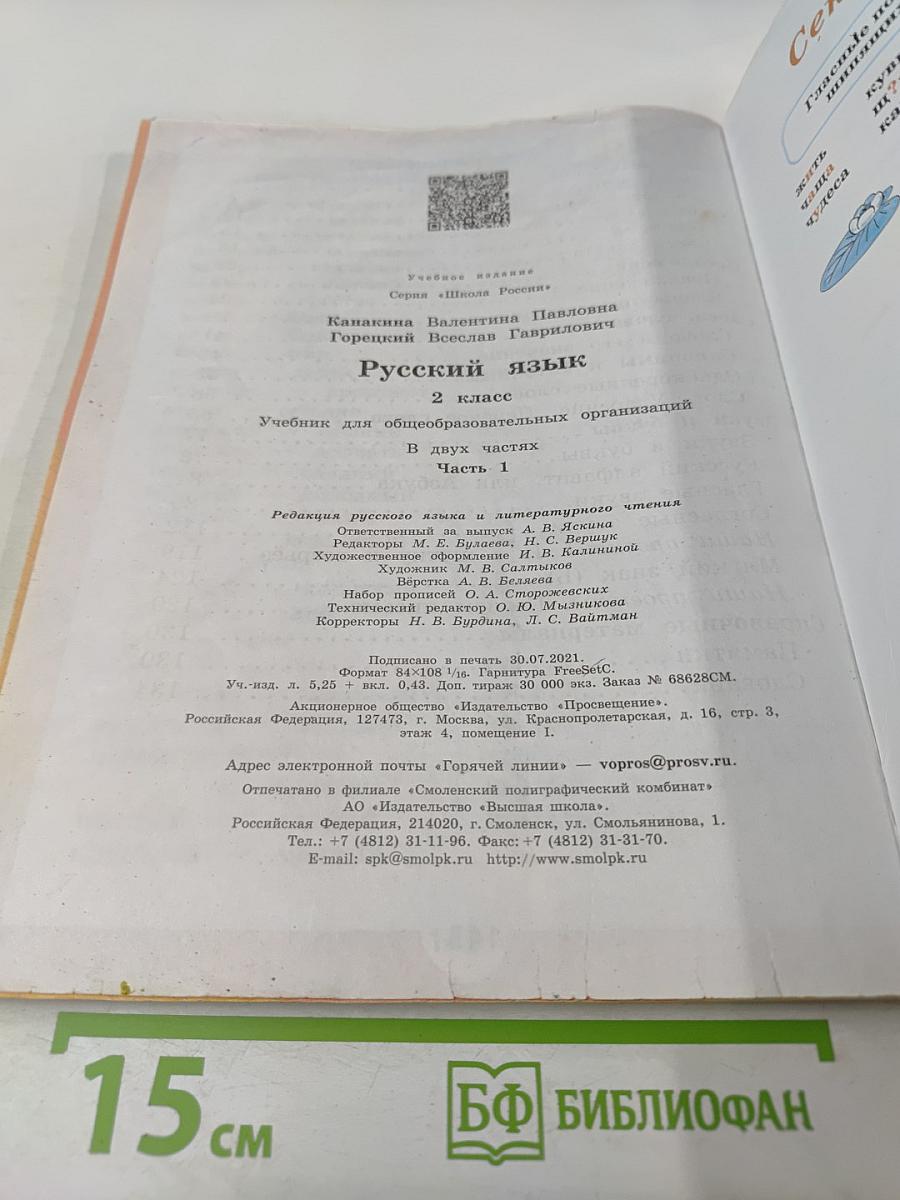 Учебное издание
Серия «Школа России»
Канакина Валентина Павловна
Горецкий Всеслав Гаврилович
Русский язык
2 класс
Учебник для общеобразовательных организаций
В двух частях
Часть 1
Редакция русского языка и литературного чтения
Ответственный за выпуск А. В. Яскина
Редакторы М. Е. Булаева, Н. С. Вершук
Художественное оформление И. В. Калининой
Художник М. В. Салтыков
Вёрстка А. В. Беляева
Набор прописей О. А. Сторожевских
Технический редактор О. Ю. Мызникова
Корректоры Н. В. Бурдина, Л. С. Вайтман
Подписано в печать 30.07.2021.
Формат 84×108 1/16. Гарнитура FreeSetC.
Уч.-изд. л. 5,25 + вкл. 0,43. Доп. тираж 30 000 экз. Заказ № 68628СМ.
Акционерное общество «Издательство «Просвещение».
Российская Федерация, 127473, г. Москва, ул. Краснопролетарская, д. 16, стр. 3,
этаж 4, помещение I.
Адрес электронной почты «Горячей линии» — vopros@prosv.ru.
Отпечатано в филиале «Смоленский полиграфический комбинат»
АО «Издательство «Высшая школа».
Российская Федерация, 214020, г. Смоленск, ул. Смольянинова, 1.
Тел.: +7 (4812) 31-11-96. Факс: +7 (4812) 31-31-70.
E-mail: spk@smolpk.ru http://www.smolpk.ru
Гласные
жить
чаща
чудеса
15 см
БФ БИБЛИОФАН